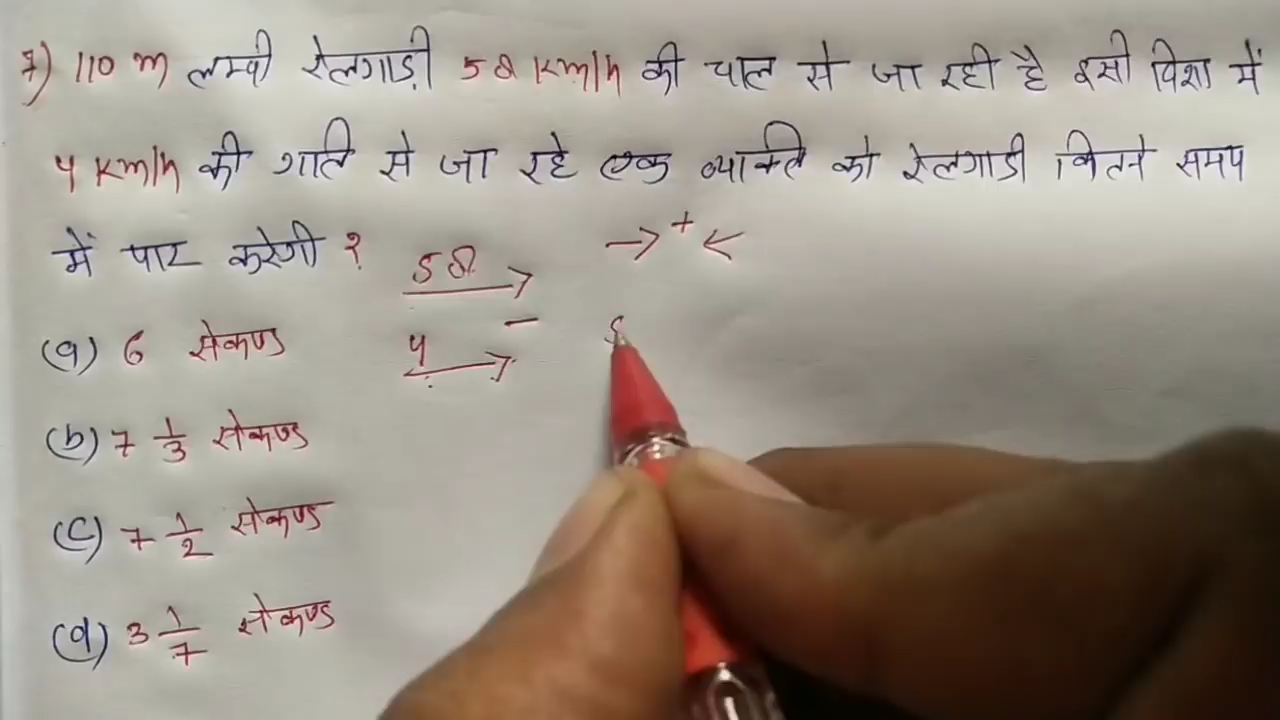 7) 110 m लम्बी रेलगाड़ी 58 km/h की चाल से जा रही है इसी दिशा में
4 km/h की गति से जा रहे एक व्यक्ति को रेलगाडी कितने समय
में पार करेगी ?
58 → → + ←
(a) 6 सेकण्ड 4 → -
(b) 7 1/3 सेकण्ड
(c) 7 1/2 सेकण्ड
(d) 3 1/7 सेकण्ड